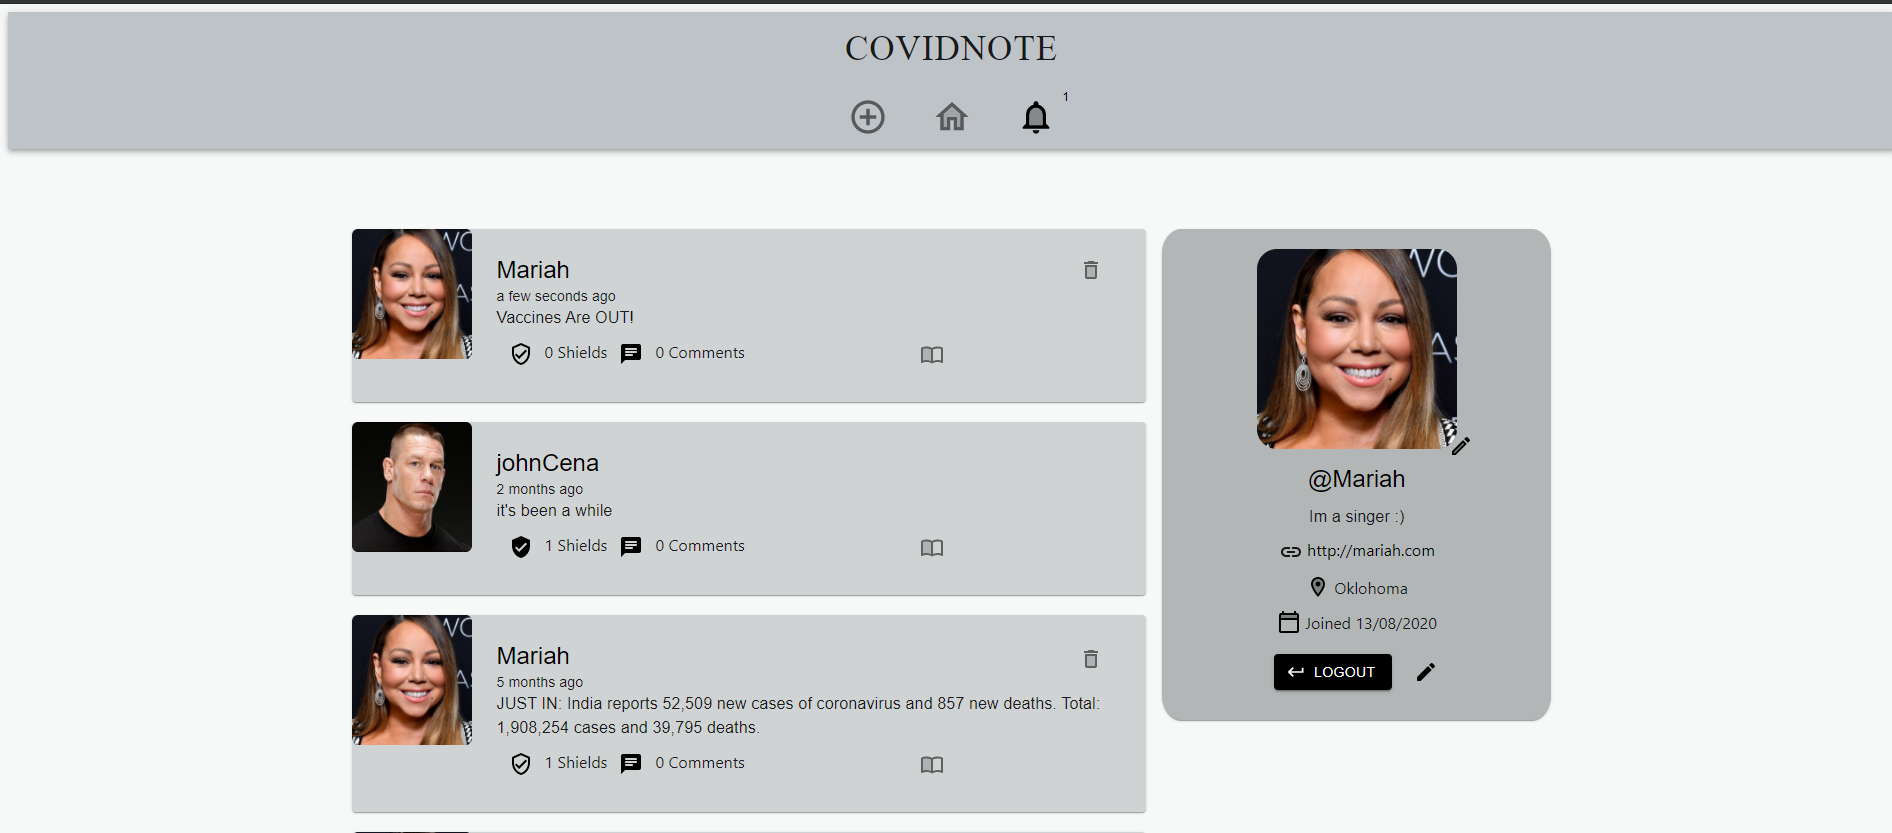 COVIDNOTE
1
Mariah
a few seconds ago
Vaccines Are OUT!
0 Shields 0 Comments
johnCena
2 months ago
it's been a while
1 Shields 0 Comments
Mariah
5 months ago
JUST IN: India reports 52,509 new cases of coronavirus and 857 new deaths. Total:
1,908,254 cases and 39,795 deaths.
1 Shields 0 Comments
@Mariah
Im a singer :)
http://mariah.com
Oklohoma
Joined 13/08/2020
LOGOUT